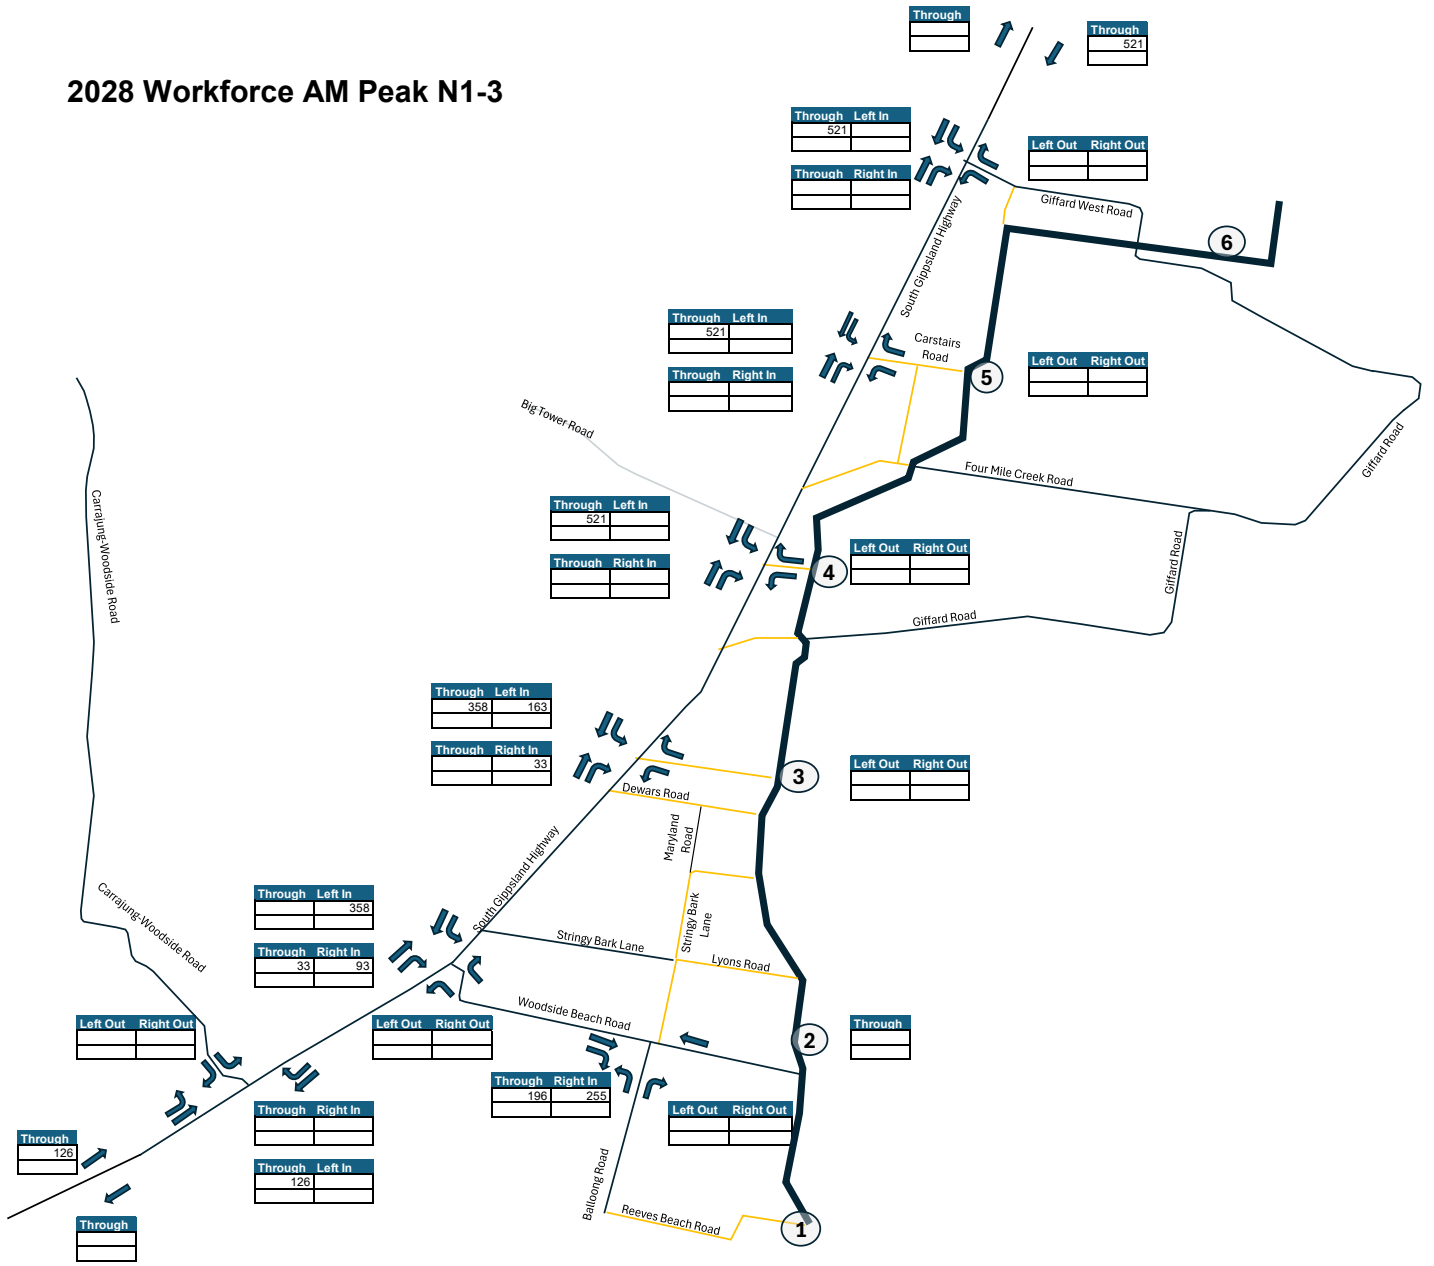 Through
Through
521
2028 Workforce AM Peak N1-3
Through Left In
521
Left Out Right Out
Through Right In
Giffard West Road
South Gippsland Highway
6
Through Left In
521
Carstairs
Road
Left Out Right Out
Through Right In
5
Big Tower Road
Giffard Road
Four Mile Creek Road
Carrajung-Woodside Road
Through Left In
521
Left Out Right Out
Through Right In
4
Giffard Road
Giffard Road
Through Left In
358 163
Through Right In
33
3
Left Out Right Out
Dewars Road
Maryland
Road
South Gippsland Highway
Carrajung-Woodside Road
Through Left In
358
Stringy Bark
Lane
Stringy Bark Lane
Through Right In
33 93
Lyons Road
Woodside Beach Road
Left Out Right Out
Left Out Right Out
2
Through
Through Right In
196 255
Through Right In
Left Out Right Out
Through
126
Through Left In
126
Balloong Road
Reeves Beach Road
1
Through